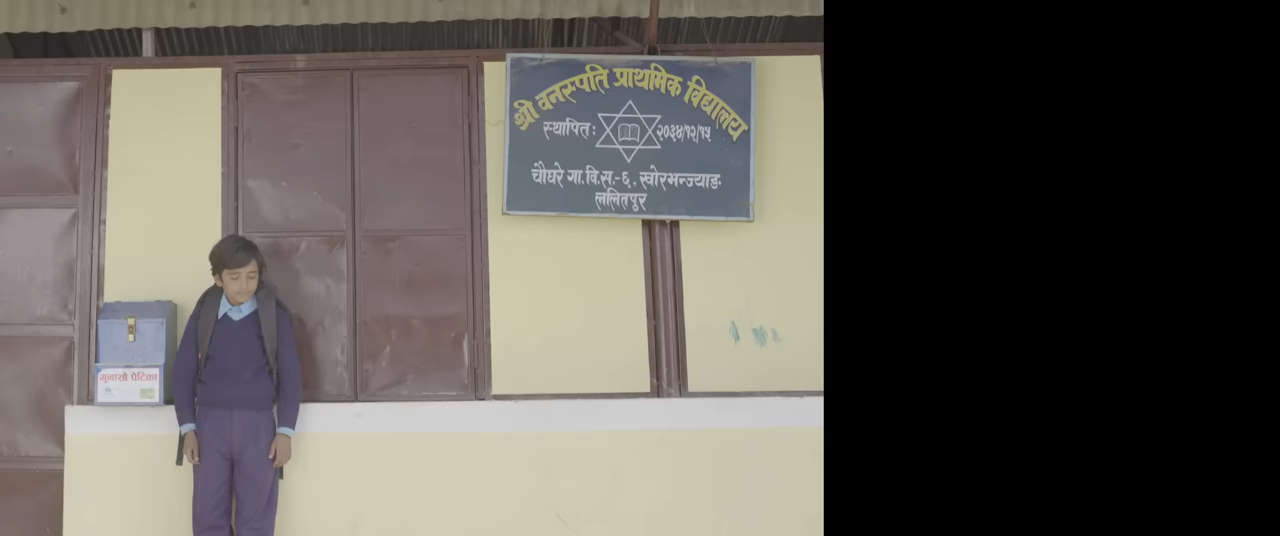 श्री वनस्पति प्राथमिक विद्यालय
स्थापित: २०३४/१२/१५
चौघरे गा.वि.स.-६, खोरभन्ज्याङ
ललितपुर
गुनासो पेटिका